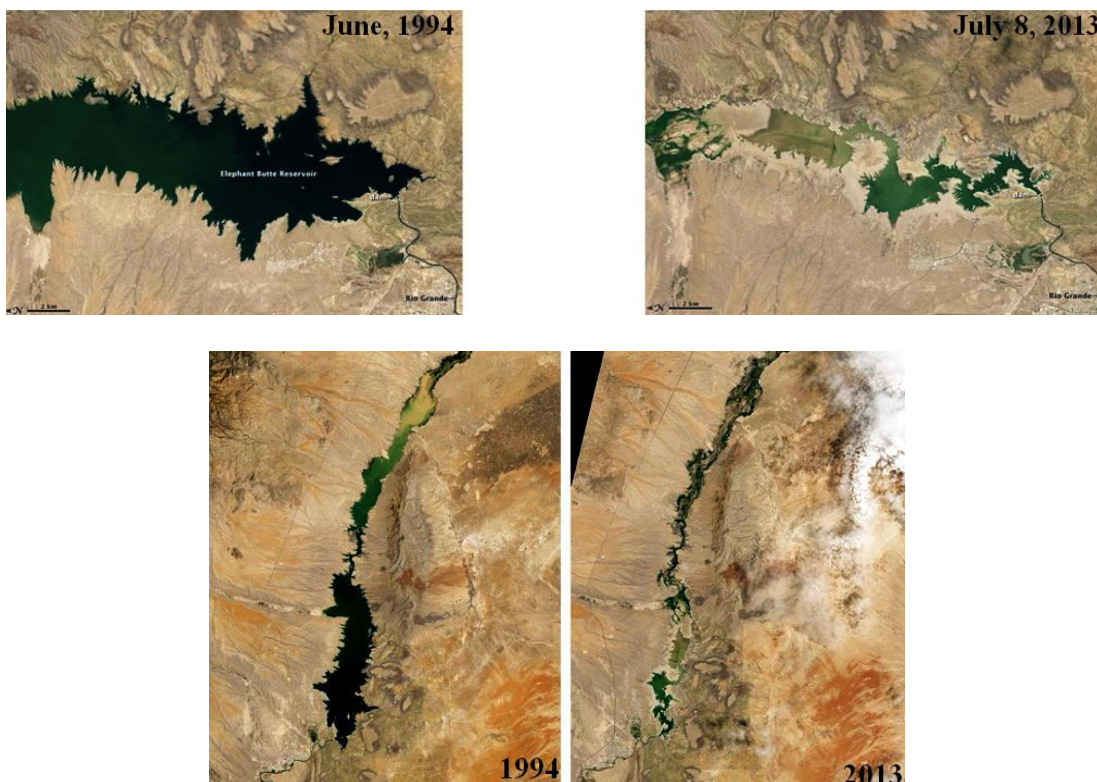 June, 1994
Elephant Butte Reservoir
dam
Rio Grande
N
2 km
July 8, 2013
dam
Rio Grande
N
2 km
1994
2013